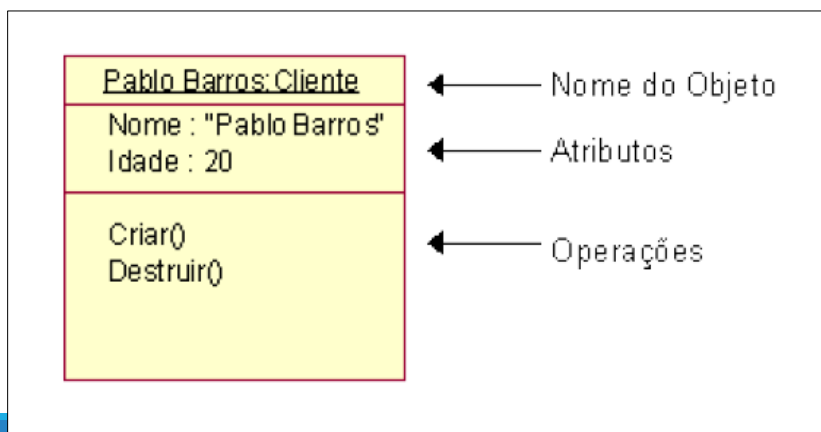 Pablo Barros:Cliente
Nome : "Pablo Barros"
Idade : 20
Criar()
Destruir()
Nome do Objeto
Atributos
Operações